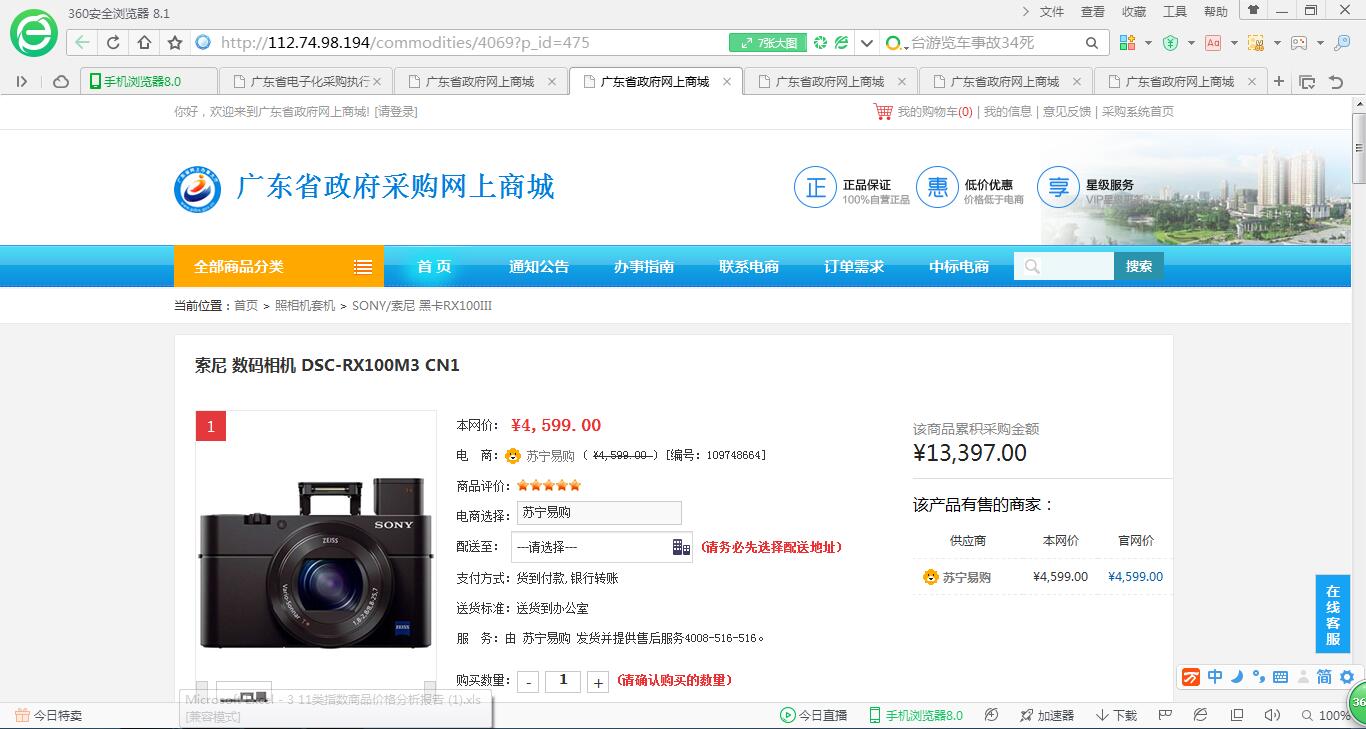 360安全浏览器 8.1
文件 查看 收藏 工具 帮助
http://112.74.98.194/commodities/4069?p_id=475
7张大图
台游览车事故34死
手机浏览器8.0
广东省电子化采购执行
广东省政府网上商城
广东省政府网上商城
广东省政府网上商城
广东省政府网上商城
广东省政府网上商城
你好，欢迎来到广东省政府网上商城! [请登录]
我的购物车(0) | 我的信息 | 意见反馈 | 采购系统首页
广东省政府采购网上商城
正 正品保证 100%自营正品
惠 低价优惠 价格低于电商
享 星级服务 VIP星级服务
全部商品分类 首 页 通知公告 办事指南 联系电商 订单需求 中标电商 搜索
当前位置：首页 > 照相机套机 > SONY/索尼 黑卡RX100III
索尼 数码相机 DSC-RX100M3 CN1
1
SONY
ZEISS
Vario-Sonnar T* 1,8-2,8/8,8-25,7
ZEISS
本网价： ¥4,599.00
电 商： 苏宁易购 ( ¥4,599.00 ) [编号：109748664]
商品评价：
电商选择： 苏宁易购
配送至： ---请选择--- (请务必先选择配送地址)
支付方式：货到付款,银行转账
送货标准：送货到办公室
服 务：由 苏宁易购 发货并提供售后服务4008-516-516。
购买数量： - 1 + (请确认购买的数量)
该商品累积采购金额
¥13,397.00
该产品有售的商家：
供应商 本网价 官网价
苏宁易购 ¥4,599.00 ¥4,599.00
在线客服
中 简
Microsoft Excel - 3 11类指数商品价格分析报告 (1).xls
[兼容模式]
今日特卖
今日直播 手机浏览器8.0 加速器 下载 100%
36